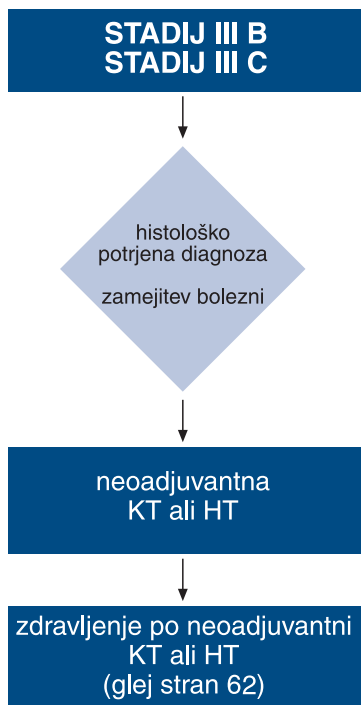 STADIJ III B
STADIJ III C
histološko
potrjena diagnoza
zamejitev bolezni
neoadjuvantna
KT ali HT
zdravljenje po neoadjuvantni
KT ali HT
(glej stran 62)